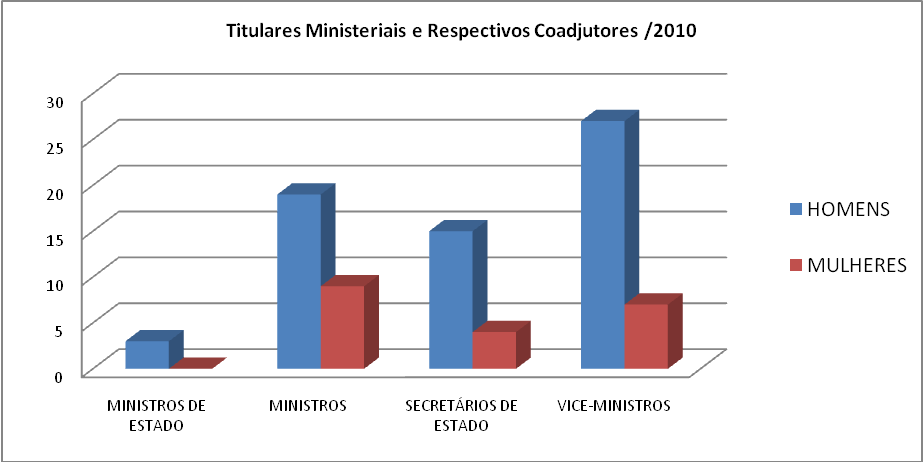 Titulares Ministeriais e Respectivos Coadjutores /2010
30
25
20
15
10
5
0
MINISTROS DE
ESTADO
MINISTROS
SECRETÁRIOS DE
ESTADO
VICE-MINISTROS
HOMENS
MULHERES